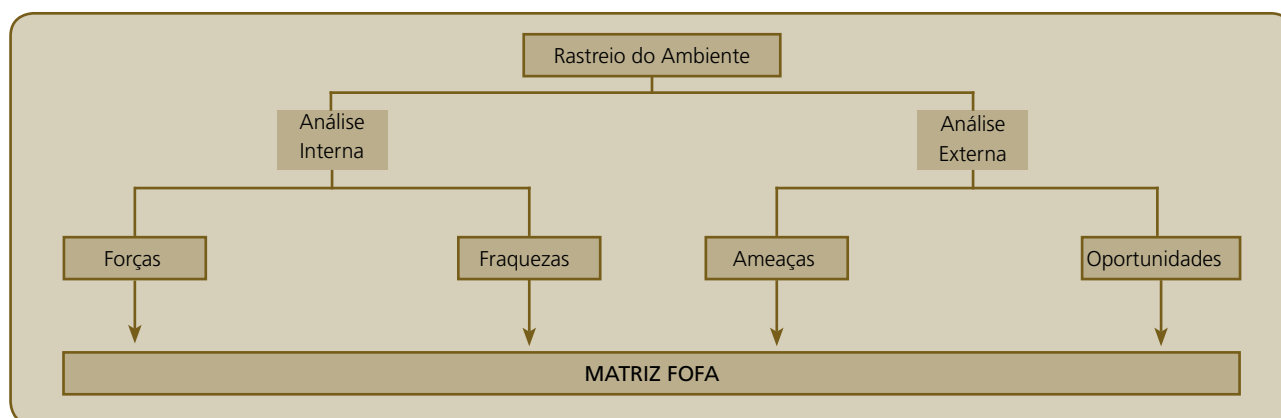 Rastreio do Ambiente
Análise
Interna
Análise
Externa
Forças
Fraquezas
Ameaças
Oportunidades
MATRIZ FOFA